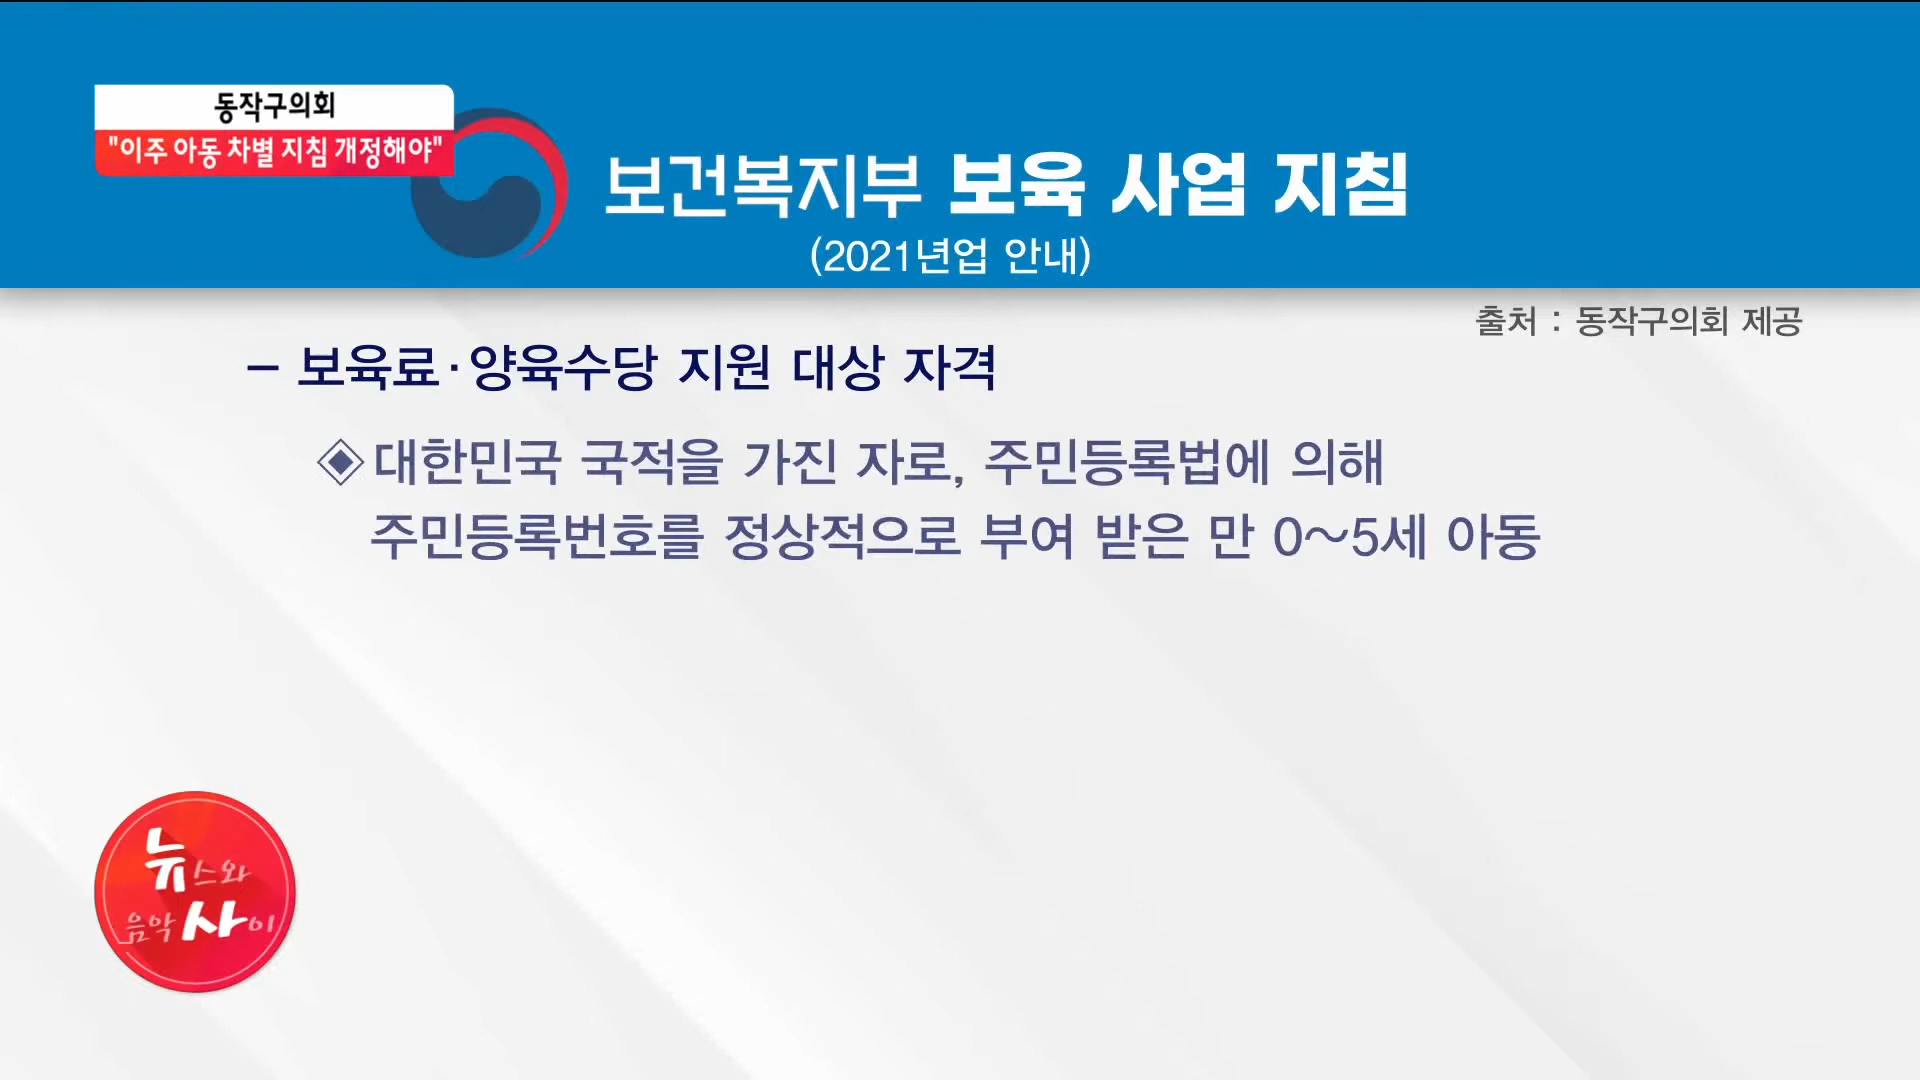 동작구의회
"이주 아동 차별 지침 개정해야"
보건복지부 보육 사업 지침
(2021년업 안내)
출처 : 동작구의회 제공
– 보육료·양육수당 지원 대상 자격
◈ 대한민국 국적을 가진 자로, 주민등록법에 의해
주민등록번호를 정상적으로 부여 받은 만 0~5세 아동
뉴스와
음악사이